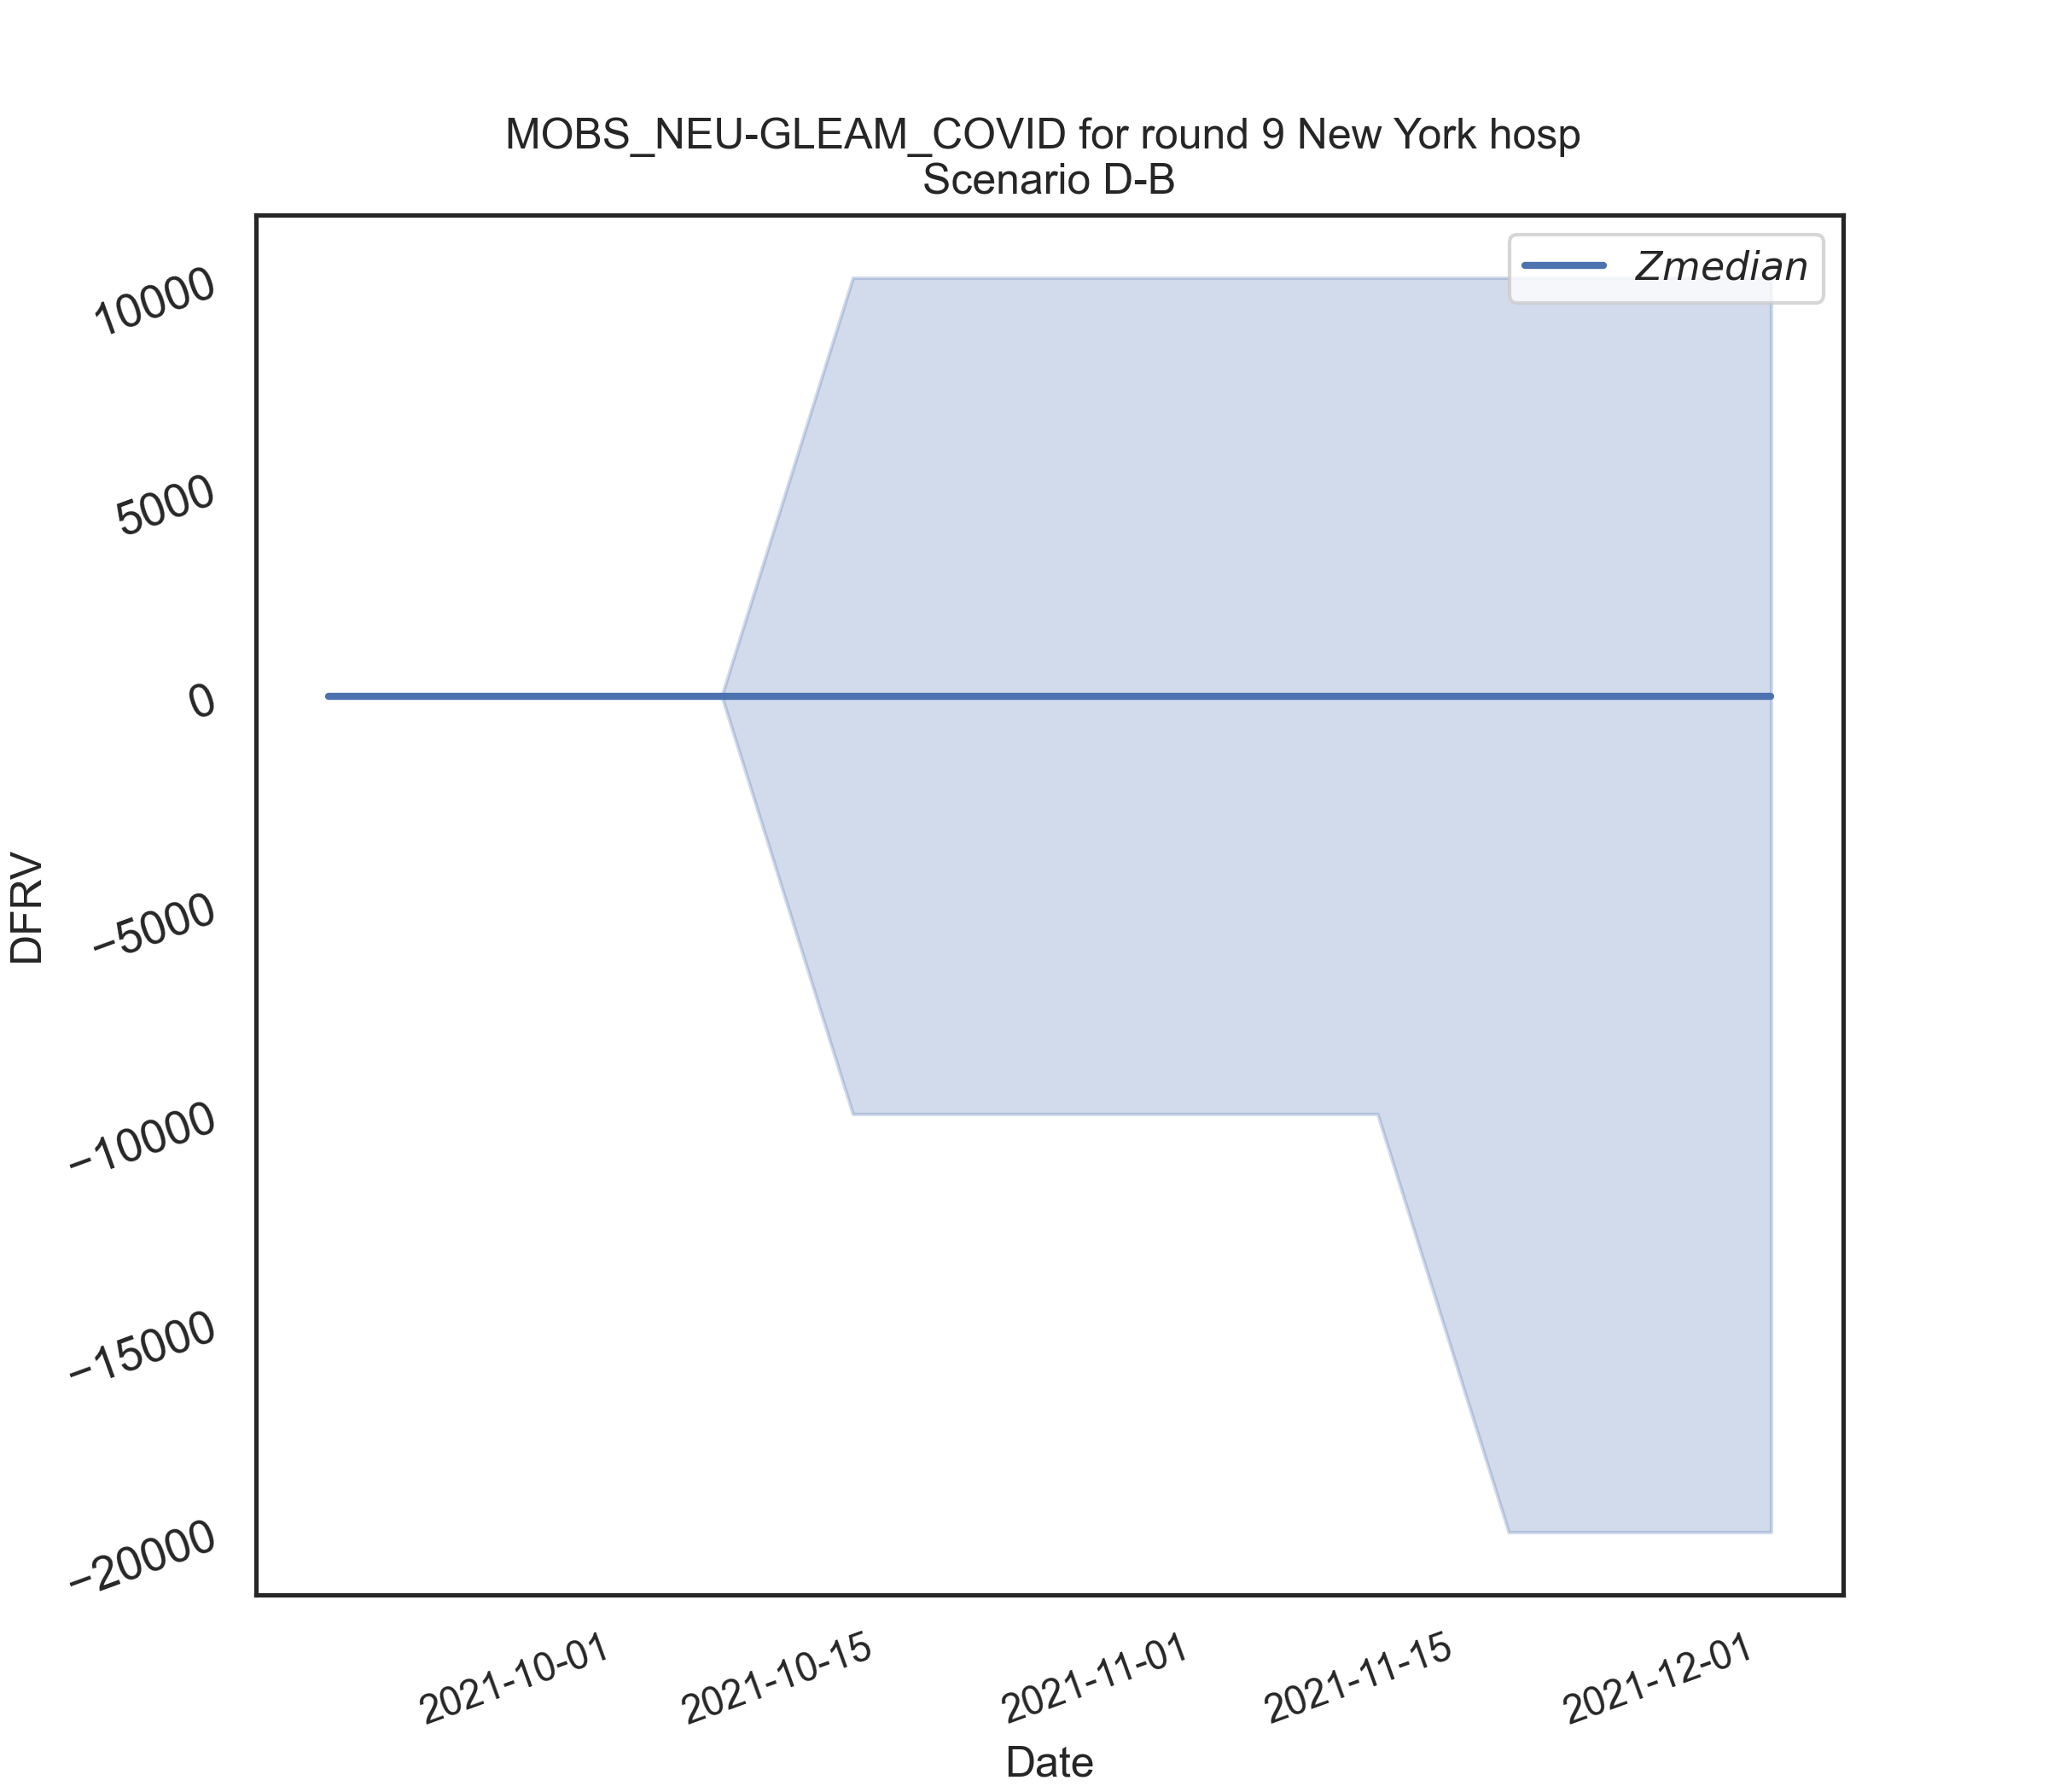 MOBS_NEU-GLEAM_COVID for round 9 New York hosp
Scenario D-B
Zmedian
10000
5000
0
−5000
−10000
−15000
−20000
DFRV
2021-10-01
2021-10-15
2021-11-01
2021-11-15
2021-12-01
Date